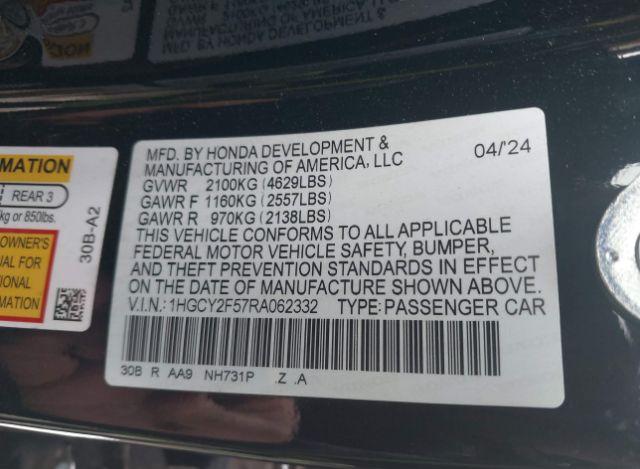 MFD. BY HONDA DEVELOPMENT &
MANUFACTURING OF AMERICA, LLC 04/'24
GVWR 2100KG (4629LBS)
GAWR F 1160KG (2557LBS)
GAWR R 970KG (2138LBS)
THIS VEHICLE CONFORMS TO ALL APPLICABLE
FEDERAL MOTOR VEHICLE SAFETY, BUMPER,
AND THEFT PREVENTION STANDARDS IN EFFECT
ON THE DATE OF MANUFACTURE SHOWN ABOVE.
V.I.N.: 1HGCY2F57RA062332 TYPE: PASSENGER CAR
30B R AA9 NH731P .Z .A
MATION
REAR 3
kg or 850lbs.
OWNER'S
UAL FOR
TIONAL
MATION
30B-A2